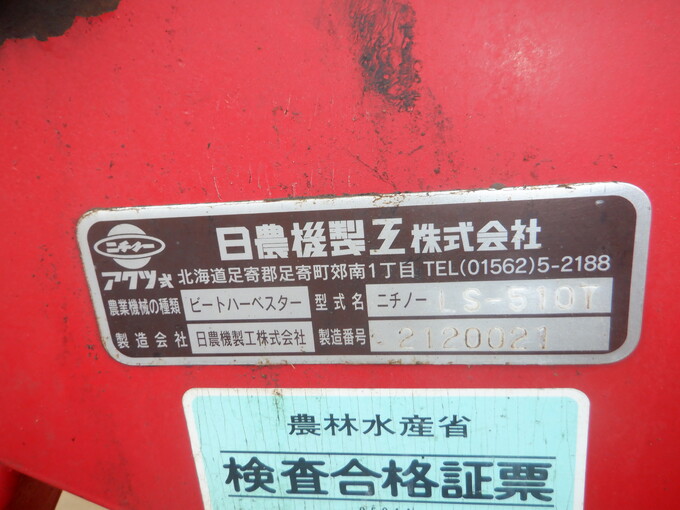 ニチノー
日農機製工株式会社
アクツ式 北海道足寄郡足寄町郊南1丁目 TEL(01562)5-2188
農業機械の種類 ビートハーベスター 型式名 ニチノー LS-510T
製造会社 日農機製工株式会社 製造番号 2120021
農林水産省
検査合格証票